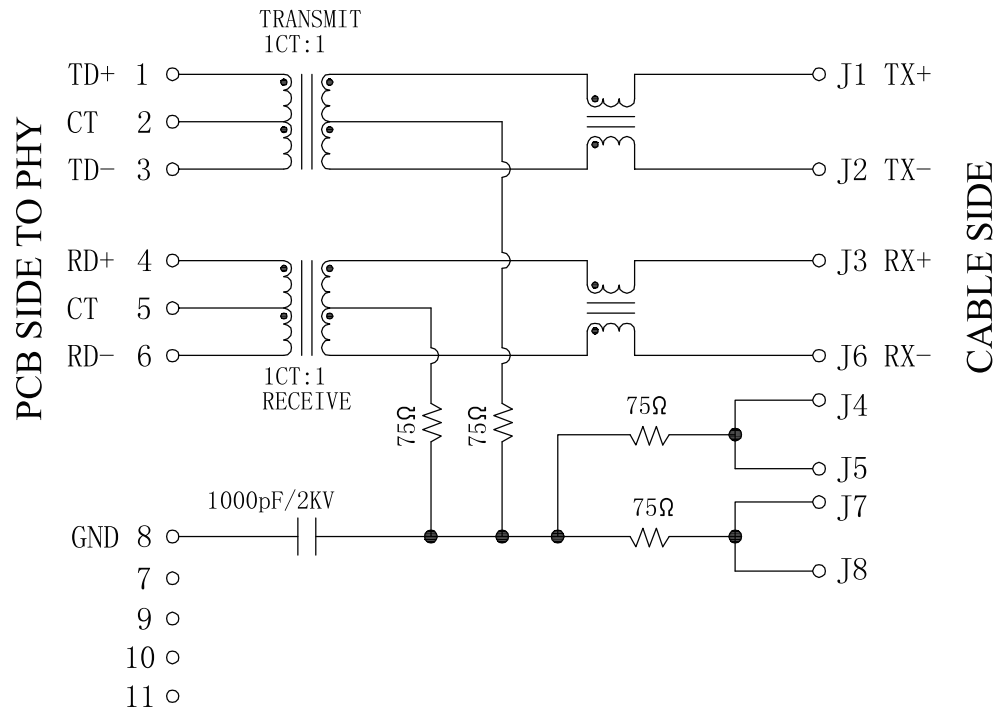 TRANSMIT
1CT:1
TD+ 1
CT 2
TD- 3
J1 TX+
J2 TX-
PCB SIDE TO PHY
CABLE SIDE
RD+ 4
CT 5
RD- 6
J3 RX+
J6 RX-
1CT:1
RECEIVE
75Ω
75Ω
75Ω
J4
J5
1000pF/2KV
75Ω
J7
GND 8
J8
7
9
10
11